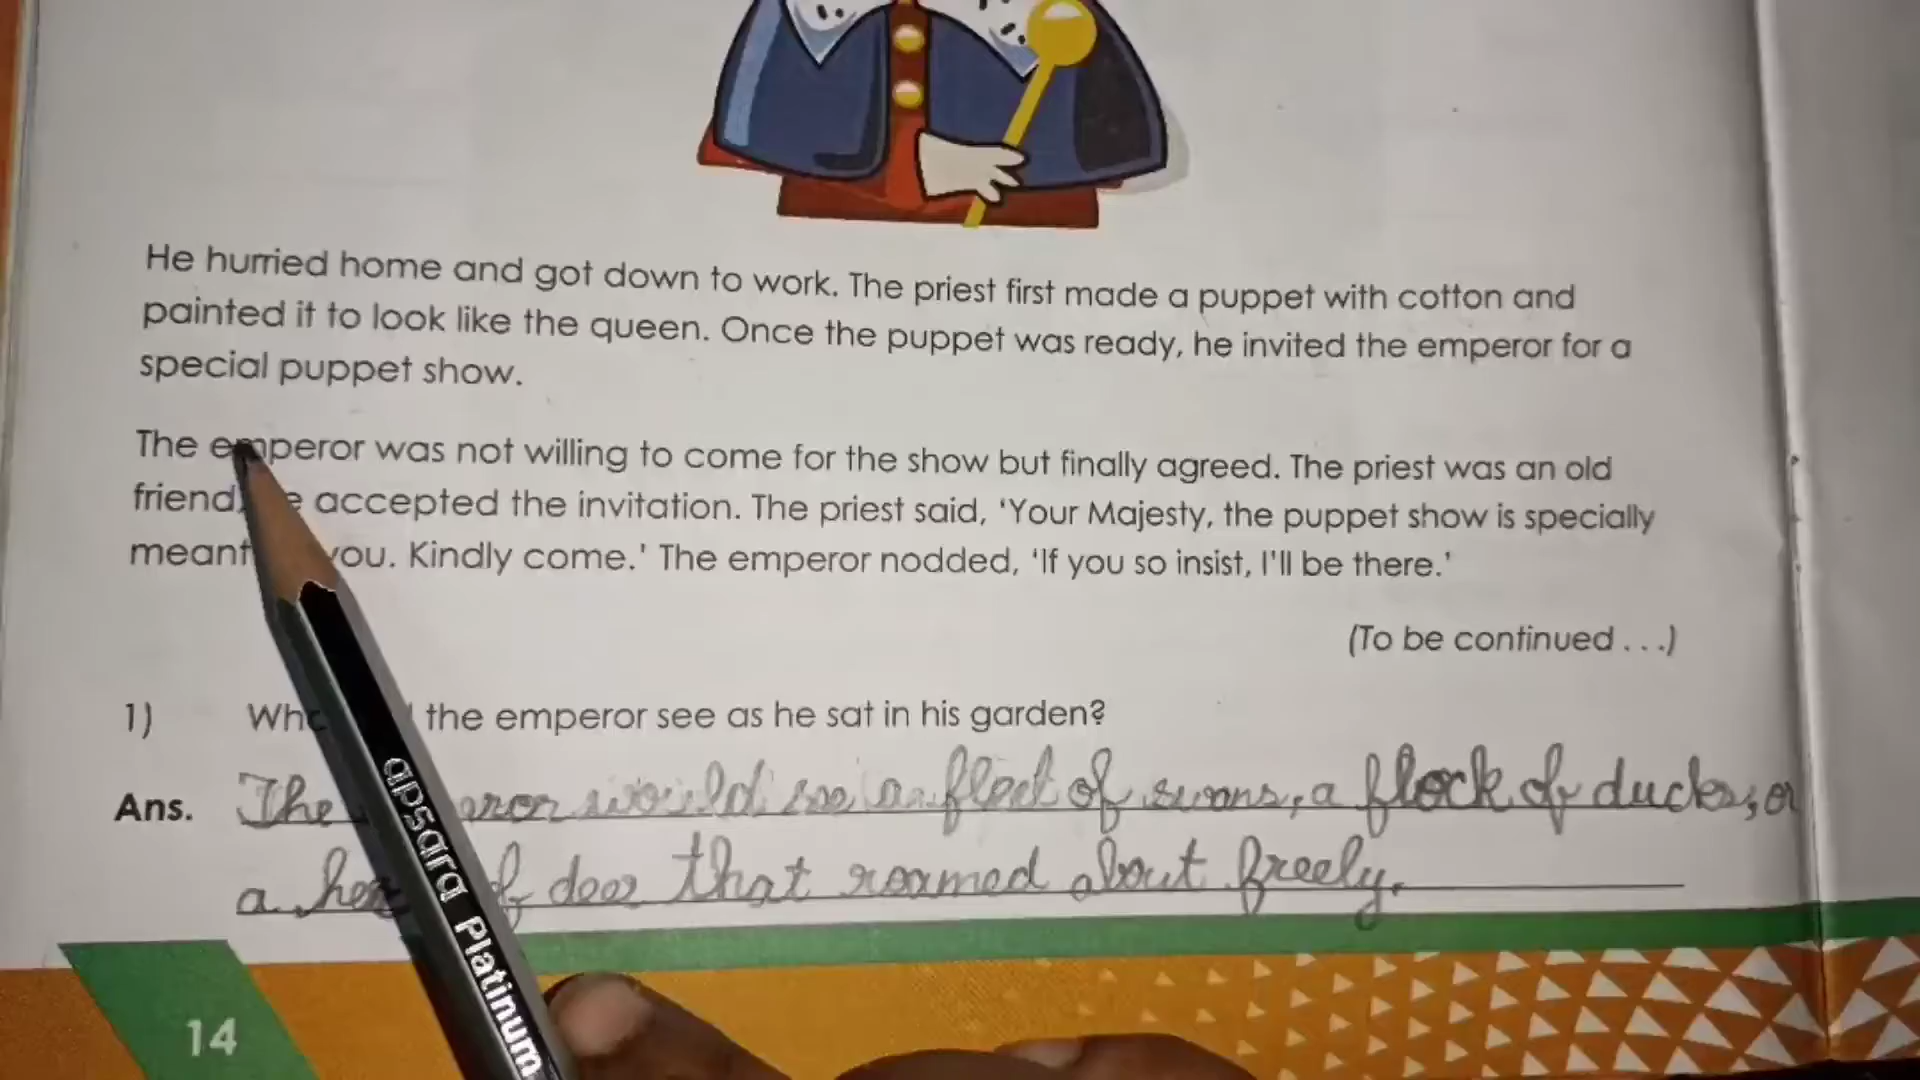 He hurried home and got down to work. The priest first made a puppet with cotton and
painted it to look like the queen. Once the puppet was ready, he invited the emperor for a
special puppet show.
The emperor was not willing to come for the show but finally agreed. The priest was an old
friend, accepted the invitation. The priest said, 'Your Majesty, the puppet show is specially
meant you. Kindly come.' The emperor nodded, 'If you so insist, I'll be there.'
(To be continued . . .)
1) the emperor see as he sat in his garden?
Ans. The would see a of swans, a flock of ducks, or
a of deer that roamed about freely.
apsara Platinum
14